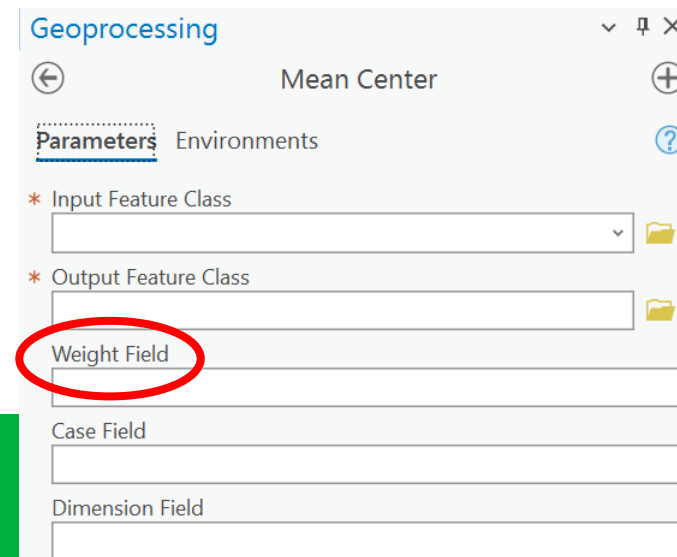 Geoprocessing
Mean Center
Parameters Environments
* Input Feature Class
* Output Feature Class
Weight Field
Case Field
Dimension Field